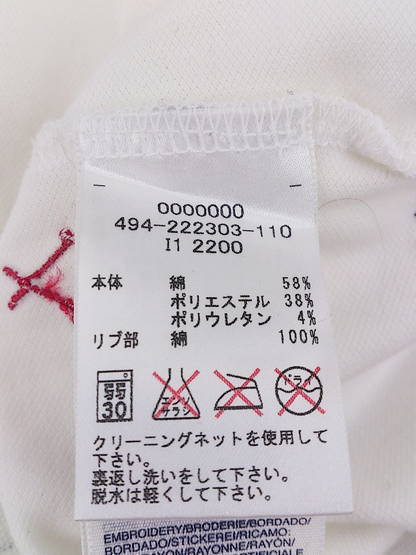 0000000
494-222303-110
I1 2200
本体 綿 58%
ポリエステル 38%
ポリウレタン 4%
リブ部 綿 100%
弱 30 エンソサラシ ドライ
クリーニングネットを使用して
下さい。
裏返し洗いをして下さい。
脱水は軽くして下さい。
EMBROIDERY/BRODERIE/BORDADO/
BORDADO/STICKEREI/RICAMO:
RAYONNE/RAYON/RAYÓN/